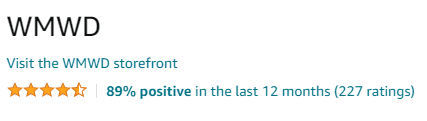 WMWD
Visit the WMWD storefront
89% positive in the last 12 months (227 ratings)